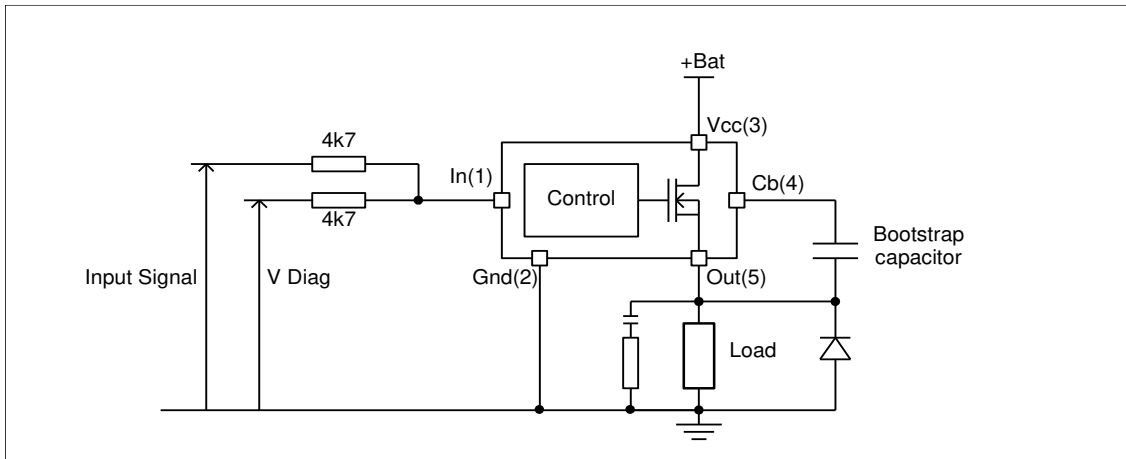 +Bat
Vcc(3)
4k7
In(1)
Control
Cb(4)
4k7
Bootstrap
capacitor
Input Signal
V Diag
Gnd(2)
Out(5)
Load